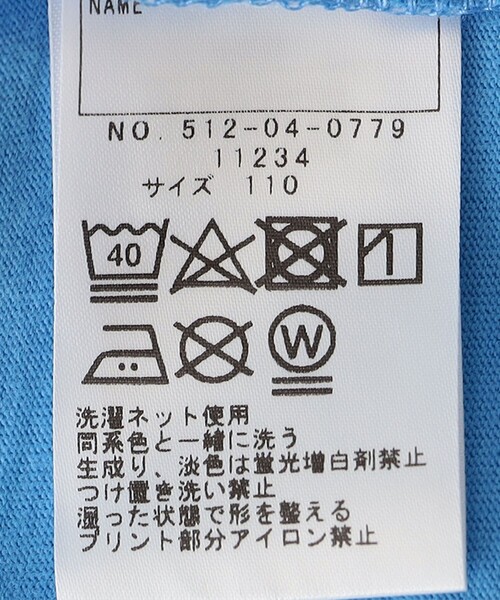 NAME
NO. 512-04-0779
11234
サイズ 110
40
W
洗濯ネット使用
同系色と一緒に洗う
生成り、淡色は蛍光増白剤禁止
つけ置き洗い禁止
湿った状態で形を整える
プリント部分アイロン禁止